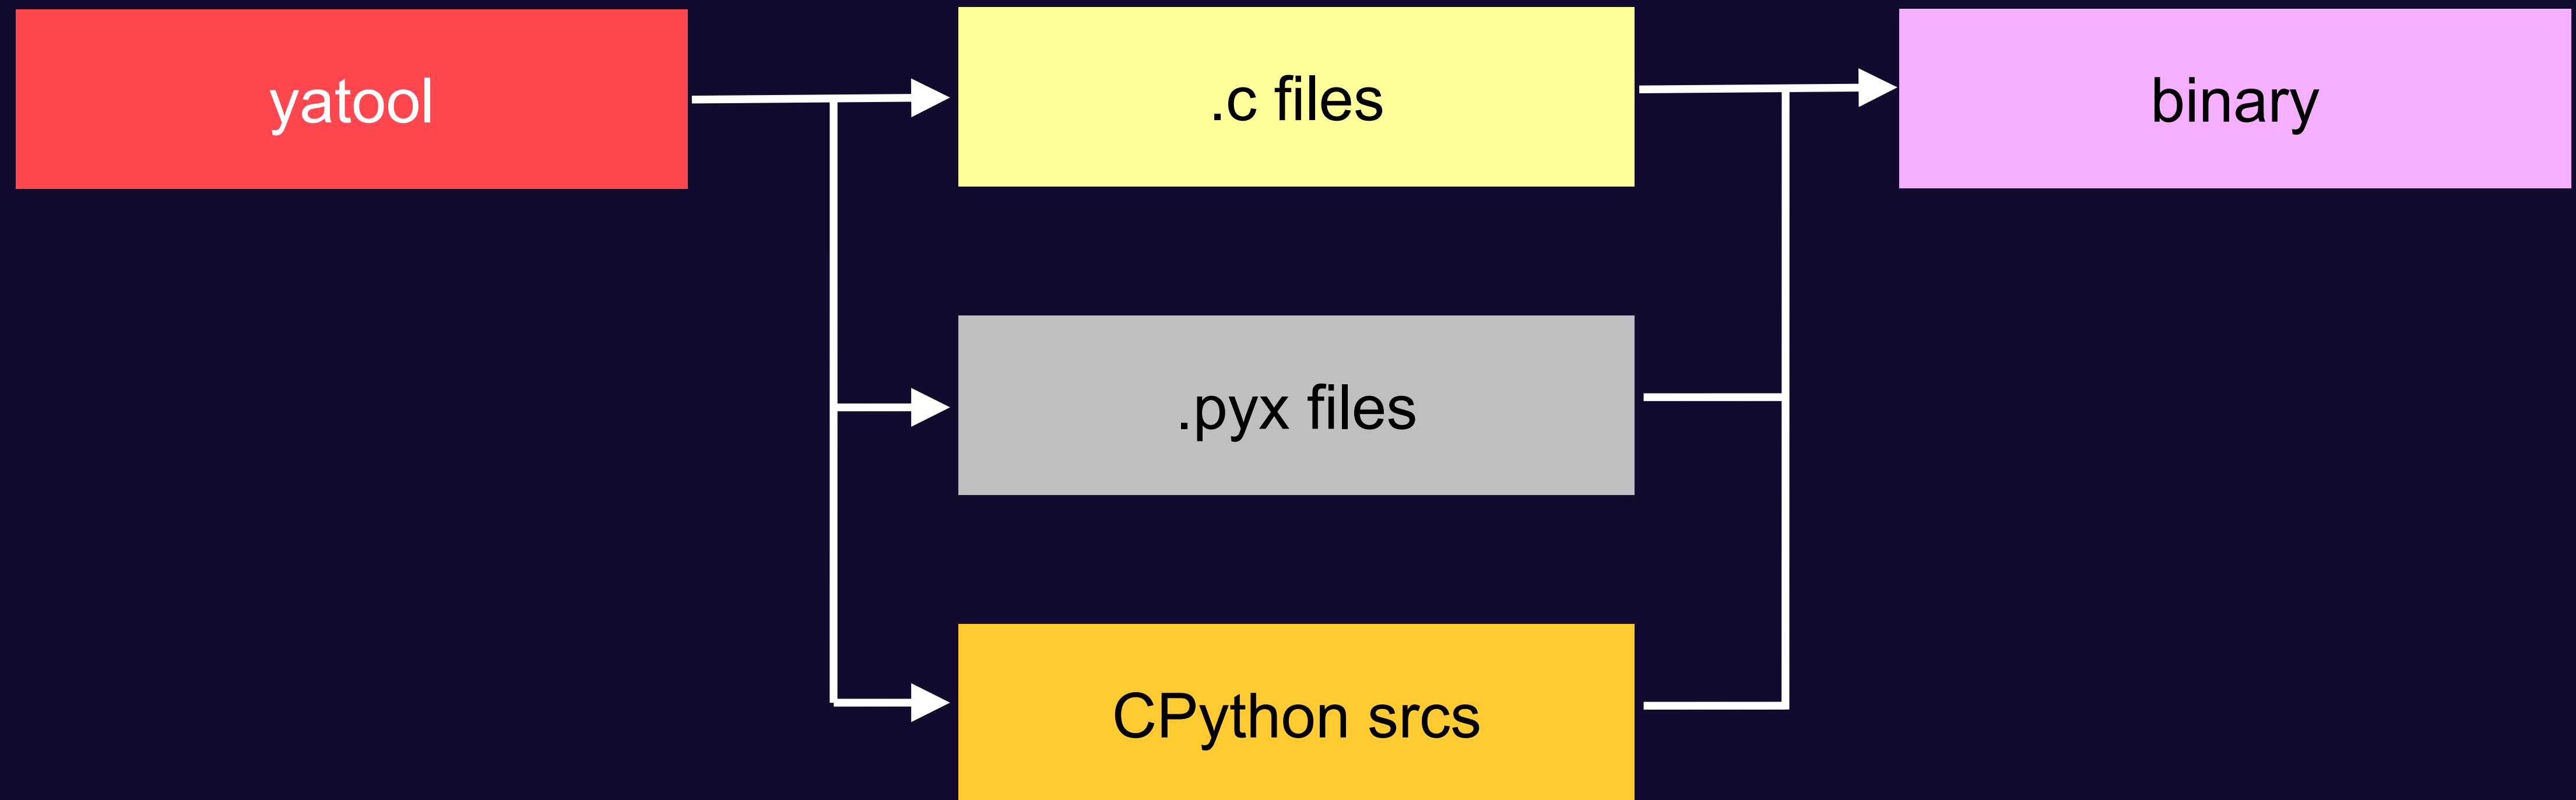 yatool
.c files
binary
.pyx files
CPython srcs